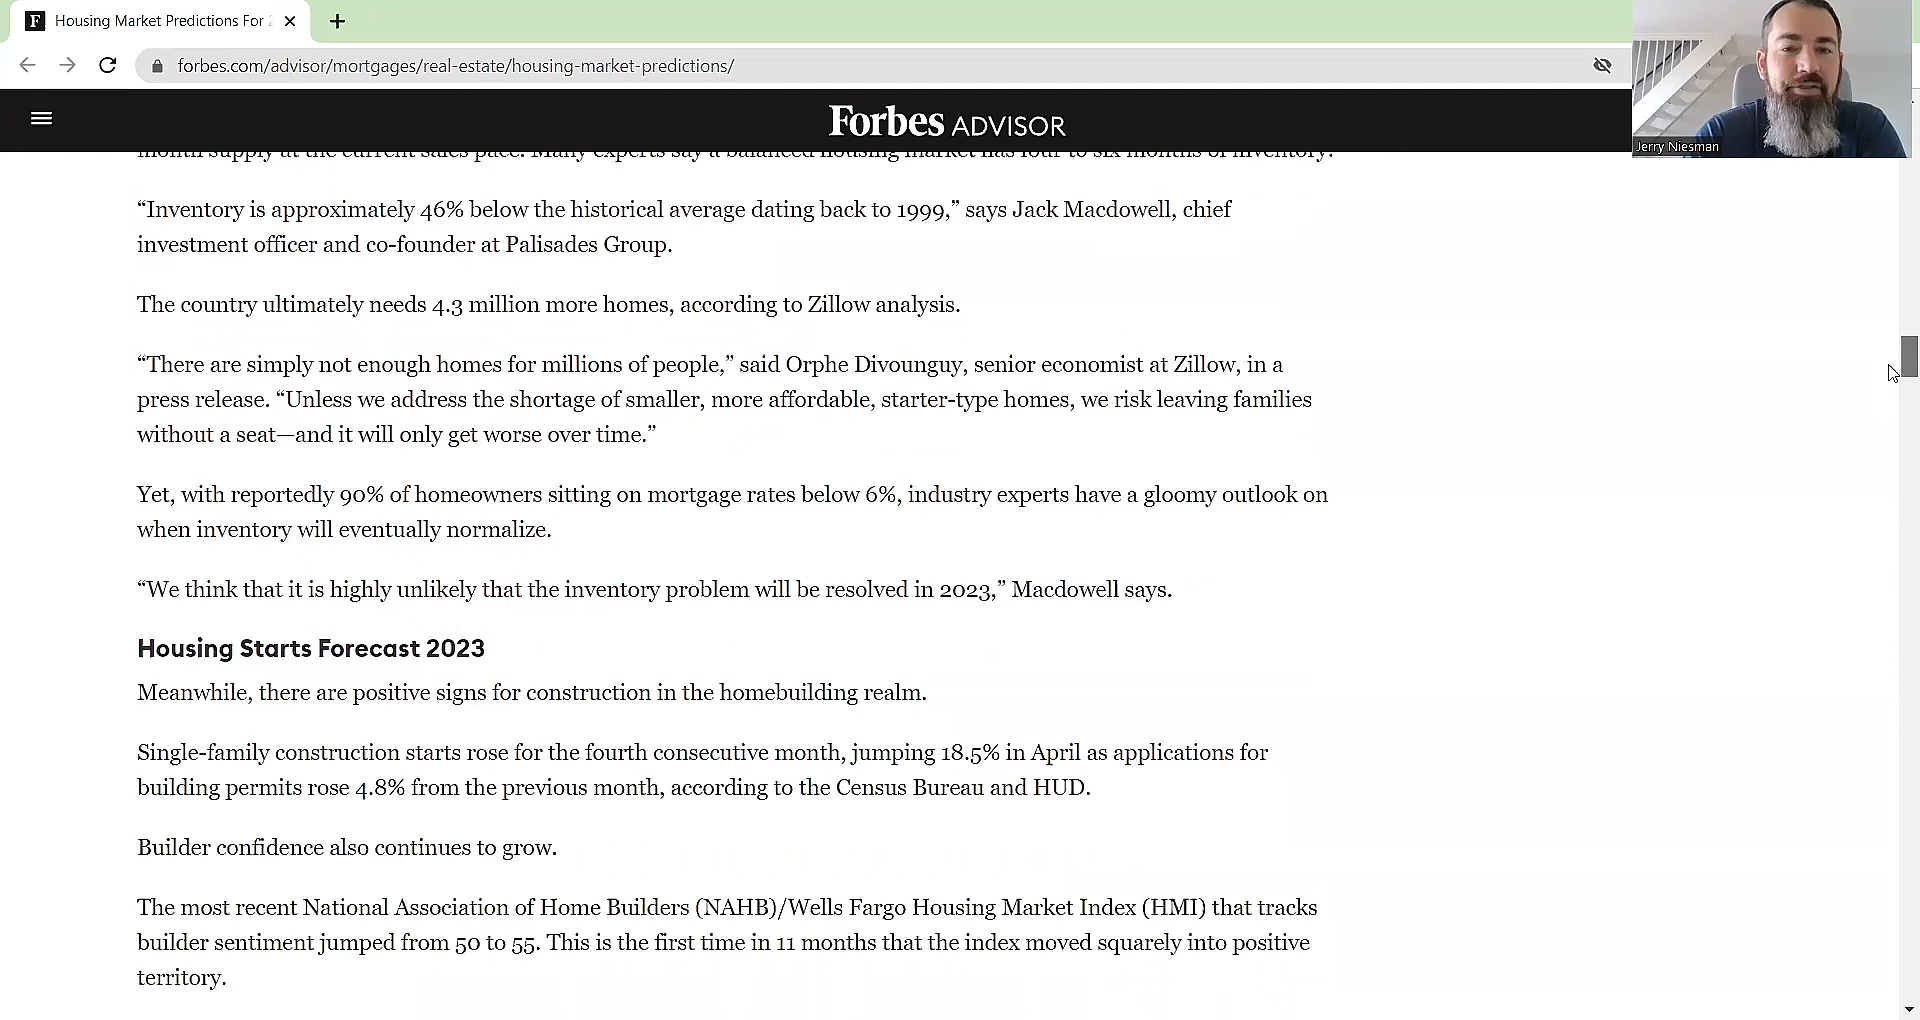 Housing Market Predictions For
forbes.com/advisor/mortgages/real-estate/housing-market-predictions/
Forbes ADVISOR
Jerry Niesman
month supply at the current sales pace. Many experts say a balanced housing market has four to six months of inventory.
“Inventory is approximately 46% below the historical average dating back to 1999,” says Jack Macdowell, chief
investment officer and co-founder at Palisades Group.
The country ultimately needs 4.3 million more homes, according to Zillow analysis.
“There are simply not enough homes for millions of people,” said Orphe Divounguy, senior economist at Zillow, in a
press release. “Unless we address the shortage of smaller, more affordable, starter-type homes, we risk leaving families
without a seat—and it will only get worse over time.”
Yet, with reportedly 90% of homeowners sitting on mortgage rates below 6%, industry experts have a gloomy outlook on
when inventory will eventually normalize.
“We think that it is highly unlikely that the inventory problem will be resolved in 2023,” Macdowell says.
Housing Starts Forecast 2023
Meanwhile, there are positive signs for construction in the homebuilding realm.
Single-family construction starts rose for the fourth consecutive month, jumping 18.5% in April as applications for
building permits rose 4.8% from the previous month, according to the Census Bureau and HUD.
Builder confidence also continues to grow.
The most recent National Association of Home Builders (NAHB)/Wells Fargo Housing Market Index (HMI) that tracks
builder sentiment jumped from 50 to 55. This is the first time in 11 months that the index moved squarely into positive
territory.